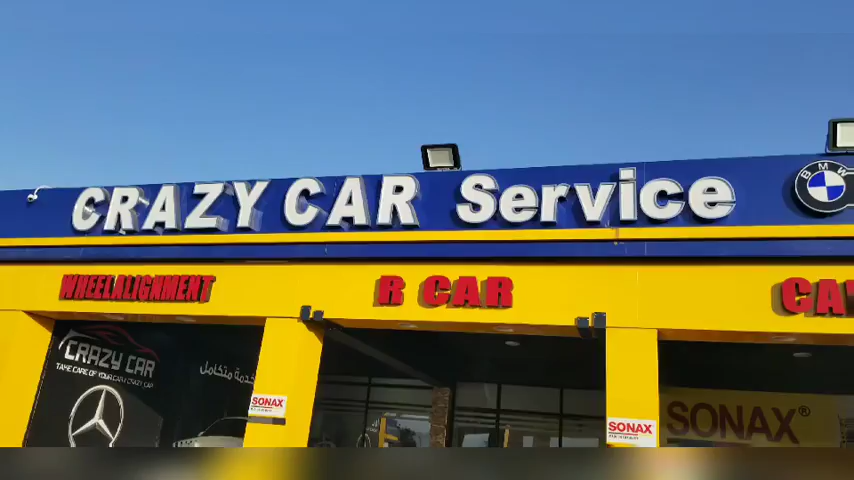 CRAZY CAR Service
BMW
WHEELALIGNMENT
R CAR
CRAZY CAR
TAKE CARE OF YOUR CAR@ CRAZY CAR
خدمة متكامل
SONAX
SONAX
SONAX®